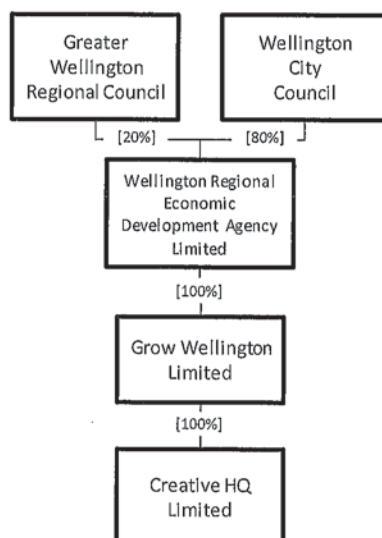 Greater
Wellington
Regional Council
Wellington
City
Council
[20%]
[80%]
Wellington Regional
Economic
Development Agency
Limited
[100%]
Grow Wellington
Limited
[100%]
Creative HQ
Limited